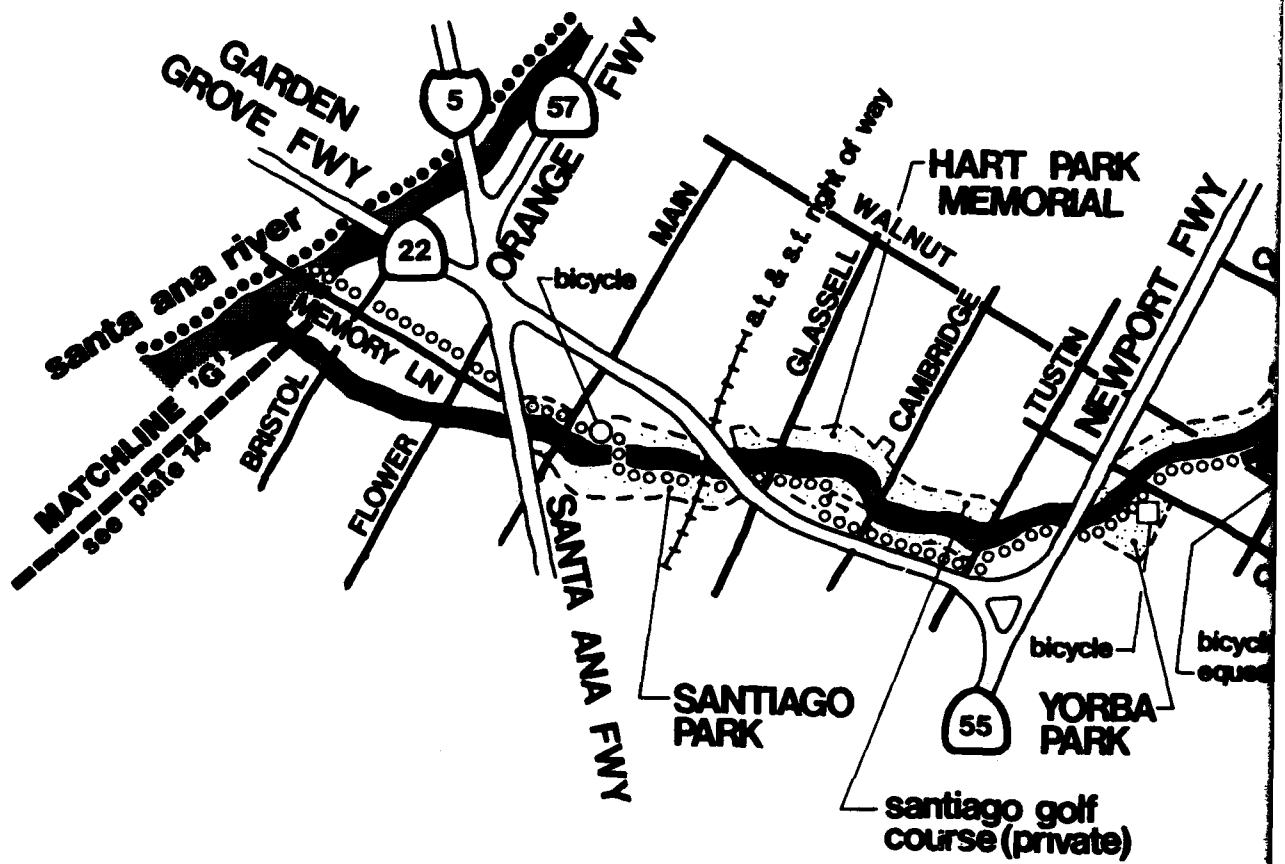 GARDEN
GROVE FWY
5
57
ORANGE FWY
22
santa ana river
MEMORY LN
MATCHLINE 'G'
see plate 14
BRISTOL
FLOWER
bicycle
MAIN
a.t. & s.f. right of way
WALNUT
GLASSELL
HART PARK
MEMORIAL
CAMBRIDGE
TUSTIN
NEWPORT FWY
SANTA ANA FWY
SANTIAGO
PARK
bicycle
55
YORBA
PARK
santiago golf
course (private)